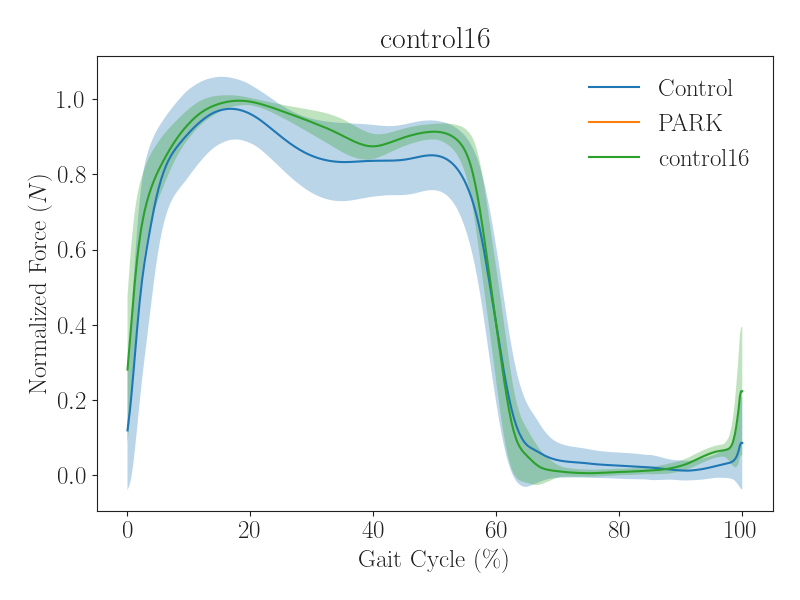 control16
Control
PARK
control16
1.0
0.8
0.6
0.4
0.2
0.0
Normalized Force (N)
0 20 40 60 80 100
Gait Cycle (%)